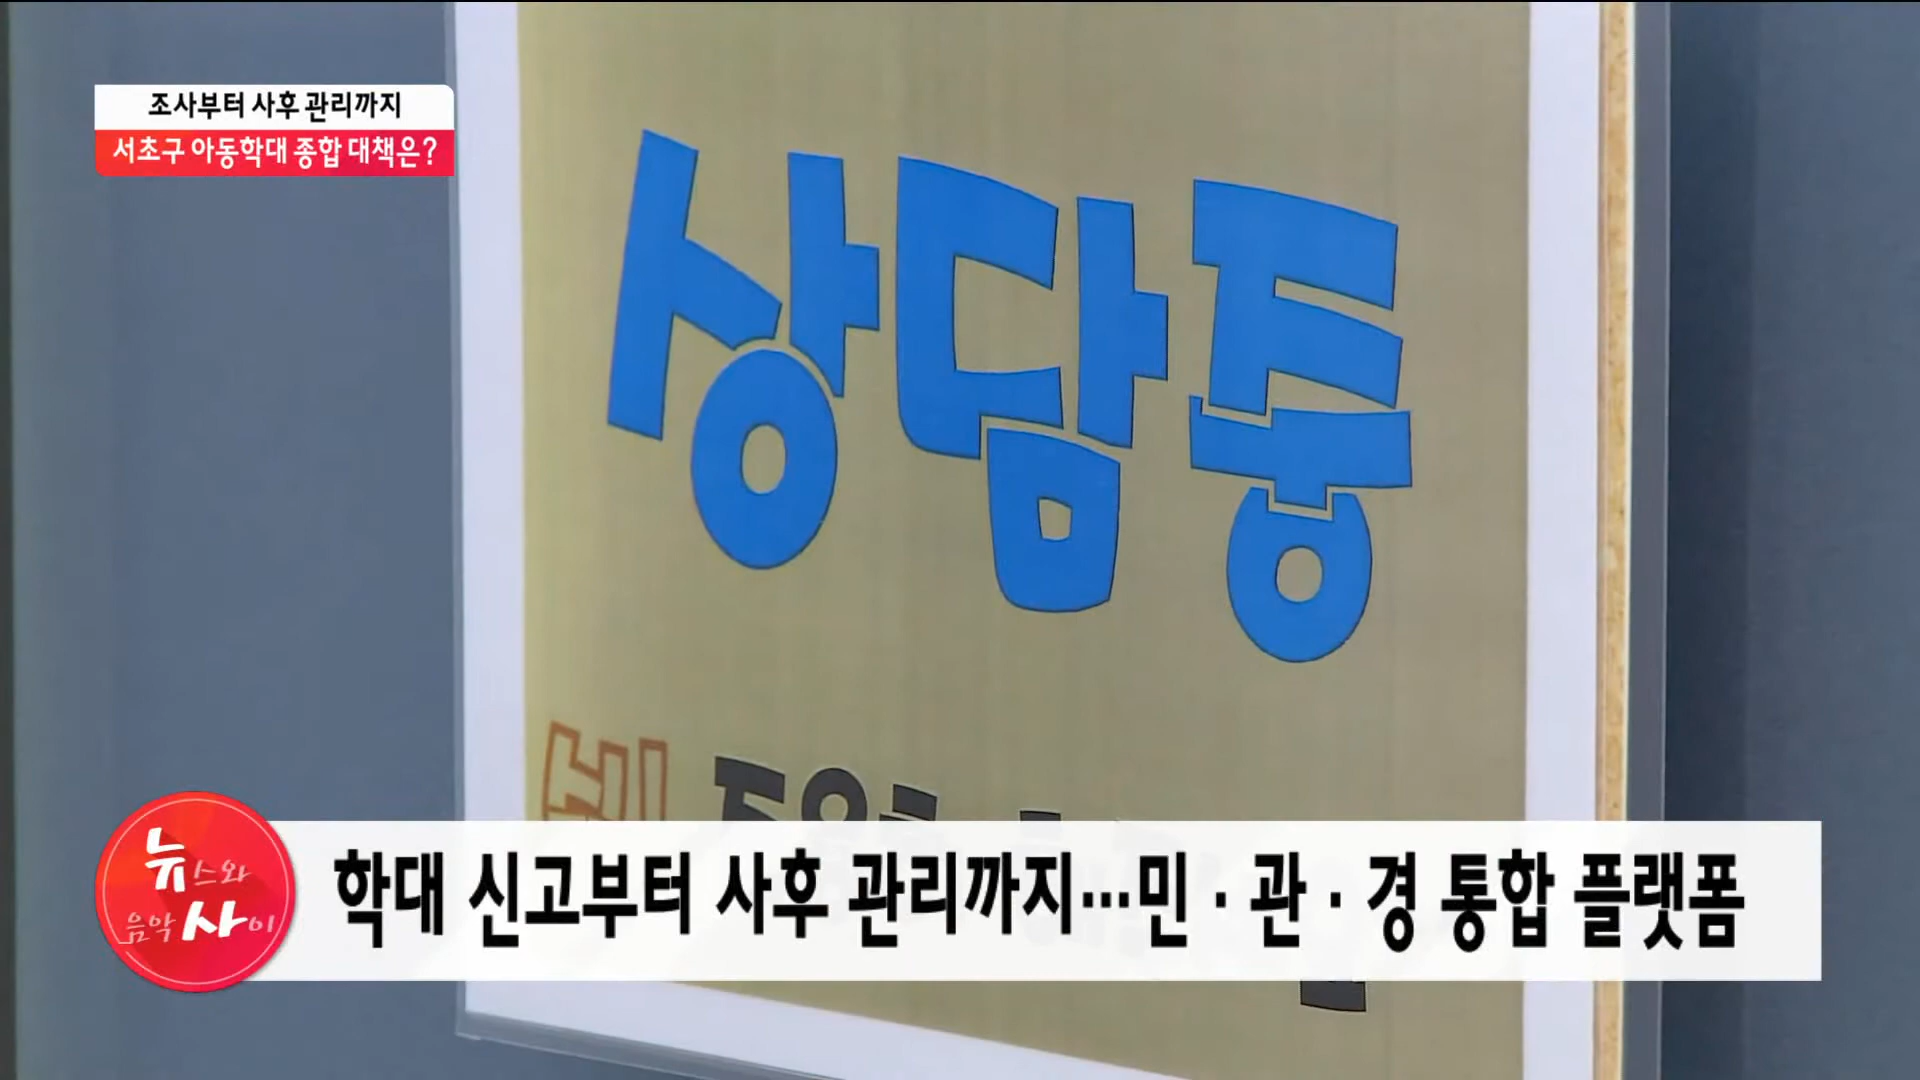 조사부터 사후 관리까지
서초구 아동학대 종합 대책은?
상담중
뉴스와
음악 사이
학대 신고부터 사후 관리까지…민·관·경 통합 플랫폼